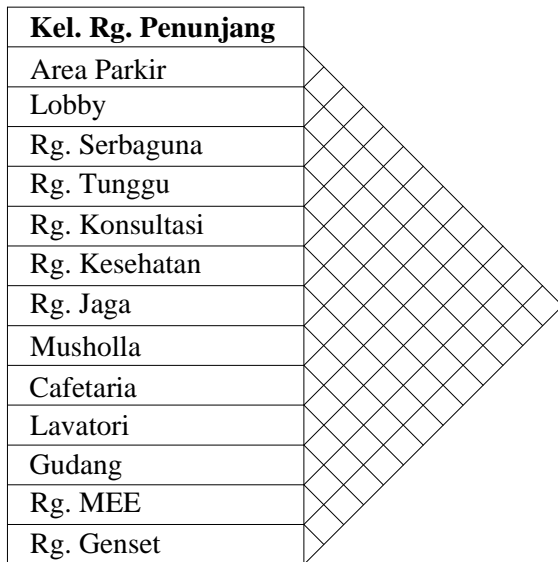 Kel. Rg. Penunjang
Area Parkir
Lobby
Rg. Serbaguna
Rg. Tunggu
Rg. Konsultasi
Rg. Kesehatan
Rg. Jaga
Musholla
Cafetaria
Lavatori
Gudang
Rg. MEE
Rg. Genset